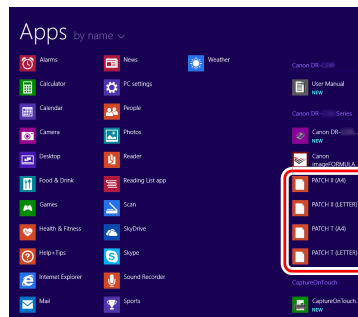 Apps by name
Alarms
Calculator
Calendar
Camera
Desktop
Food & Drink
Games
Health & Fitness
Help+Tips
Internet Explorer
Mail
News
PC settings
People
Photos
Reader
Reading List app
Scan
SkyDrive
Skype
Sound Recorder
Sports
Weather
Canon DR-
User Manual
NEW
Canon DR- Series
Canon DR-
NEW
Canon
imageFORMULA
PATCH II (A4)
PATCH II (LETTER)
PATCH T (A4)
PATCH T (LETTER)
CaptureOnTouch
CaptureOnTouch
NEW